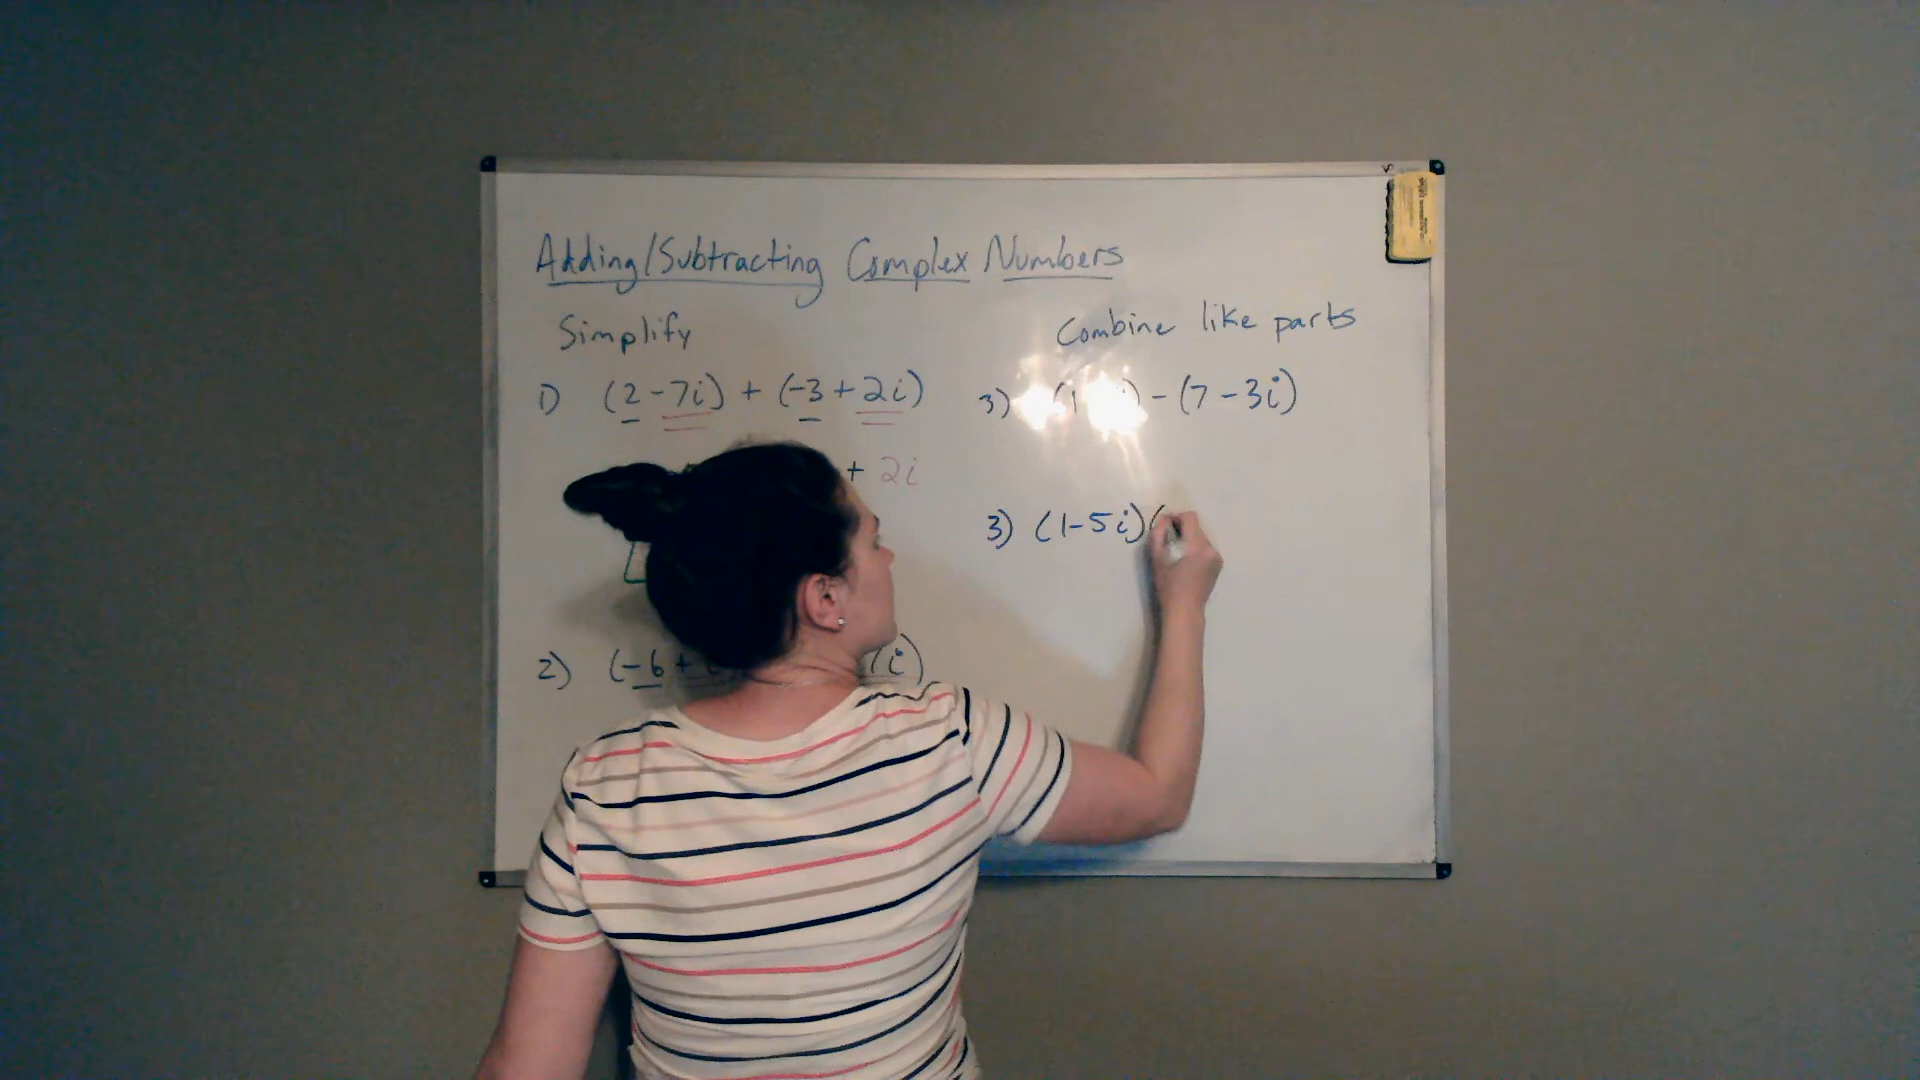 Adding/Subtracting Complex Numbers
Simplify
1) (2-7i) + (-3+2i)
+ 2i
2) (-6+
i)
Combine like parts
3) - (7-3i)
3) (1-5i)(